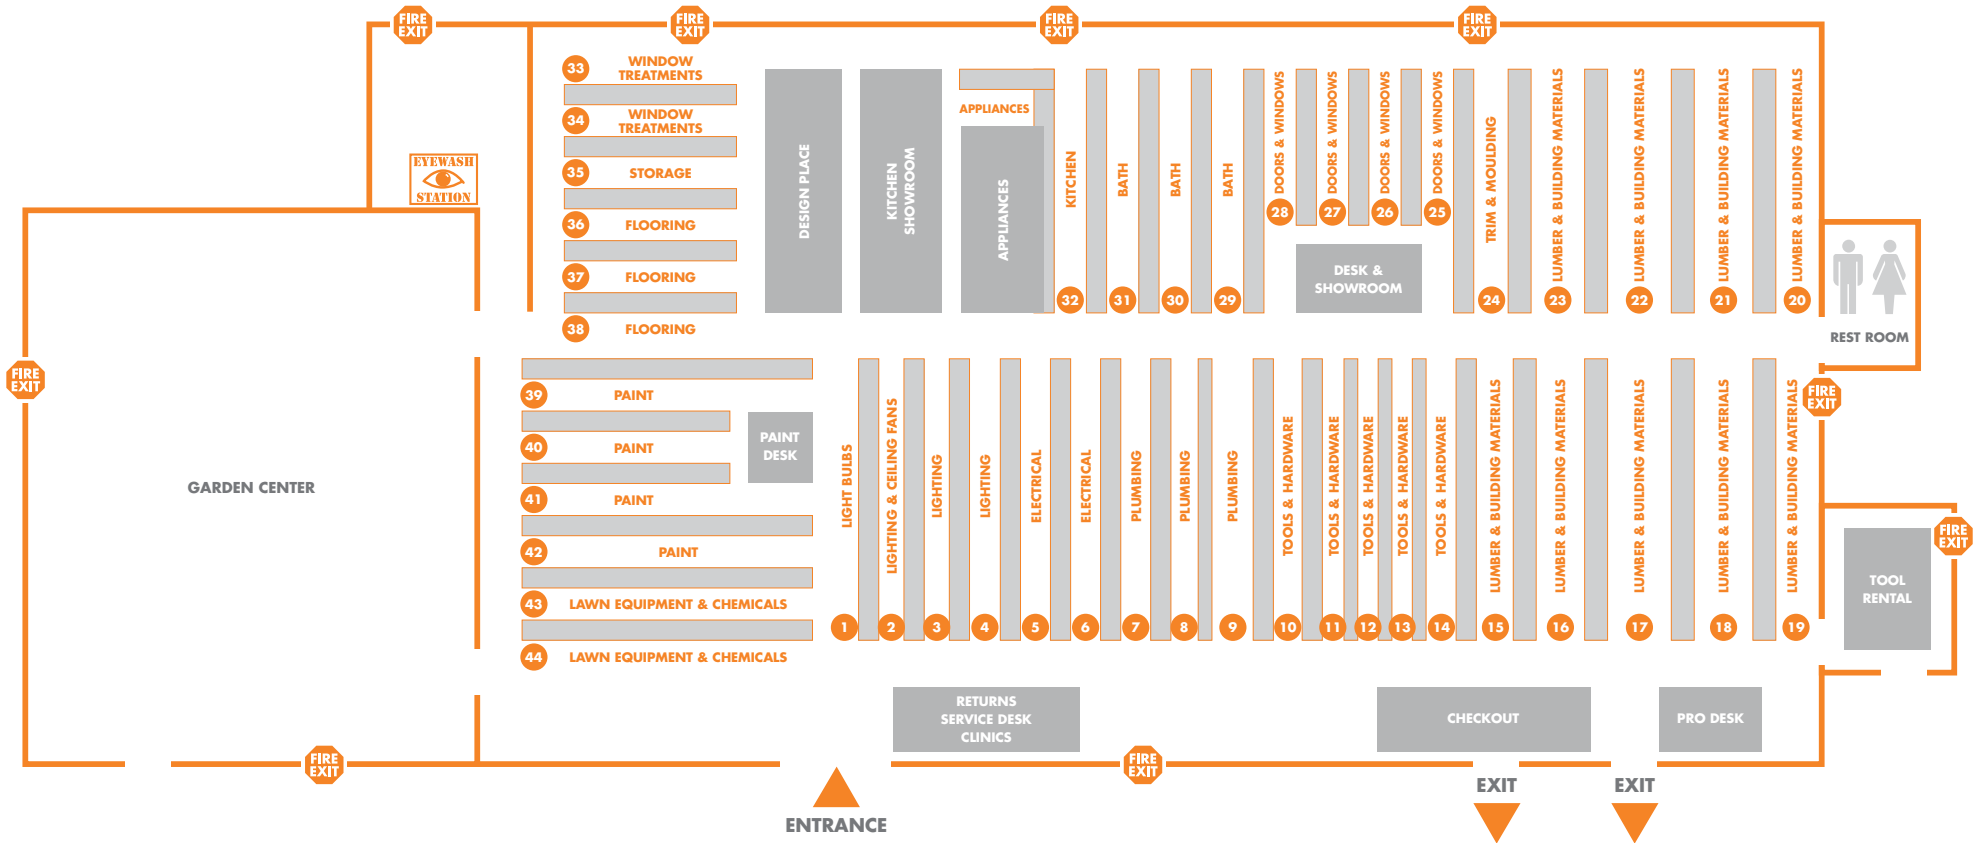 FIRE
EXIT
FIRE
EXIT
FIRE
EXIT
FIRE
EXIT
EYEWASH
STATION
33
WINDOW
TREATMENTS
34
WINDOW
TREATMENTS
35
STORAGE
36
FLOORING
37
FLOORING
38
FLOORING
DESIGN PLACE
KITCHEN
SHOWROOM
APPLIANCES
APPLIANCES
KITCHEN
32
BATH
31
BATH
30
BATH
29
DOORS & WINDOWS
28
DOORS & WINDOWS
27
DOORS & WINDOWS
26
DOORS & WINDOWS
25
DESK &
SHOWROOM
TRIM & MOULDING
24
LUMBER & BUILDING MATERIALS
23
LUMBER & BUILDING MATERIALS
22
LUMBER & BUILDING MATERIALS
21
LUMBER & BUILDING MATERIALS
20
REST ROOM
FIRE
EXIT
FIRE
EXIT
GARDEN CENTER
39
PAINT
40
PAINT
41
PAINT
42
PAINT
43
LAWN EQUIPMENT & CHEMICALS
44
LAWN EQUIPMENT & CHEMICALS
PAINT
DESK
LIGHT BULBS
1
LIGHTING & CEILING FANS
2
LIGHTING
3
LIGHTING
4
ELECTRICAL
5
ELECTRICAL
6
PLUMBING
7
PLUMBING
8
PLUMBING
9
TOOLS & HARDWARE
10
TOOLS & HARDWARE
11
TOOLS & HARDWARE
12
TOOLS & HARDWARE
13
TOOLS & HARDWARE
14
LUMBER & BUILDING MATERIALS
15
LUMBER & BUILDING MATERIALS
16
LUMBER & BUILDING MATERIALS
17
LUMBER & BUILDING MATERIALS
18
LUMBER & BUILDING MATERIALS
19
FIRE
EXIT
TOOL
RENTAL
RETURNS
SERVICE DESK
CLINICS
CHECKOUT
PRO DESK
FIRE
EXIT
FIRE
EXIT
ENTRANCE
EXIT
EXIT